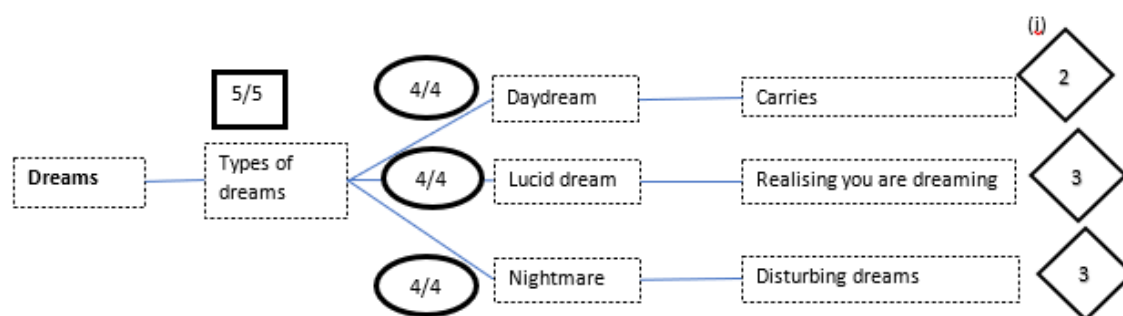 (i)
2
5/5
4/4
Daydream
Carries
Dreams
Types of
dreams
4/4
Lucid dream
Realising you are dreaming
3
4/4
Nightmare
Disturbing dreams
3